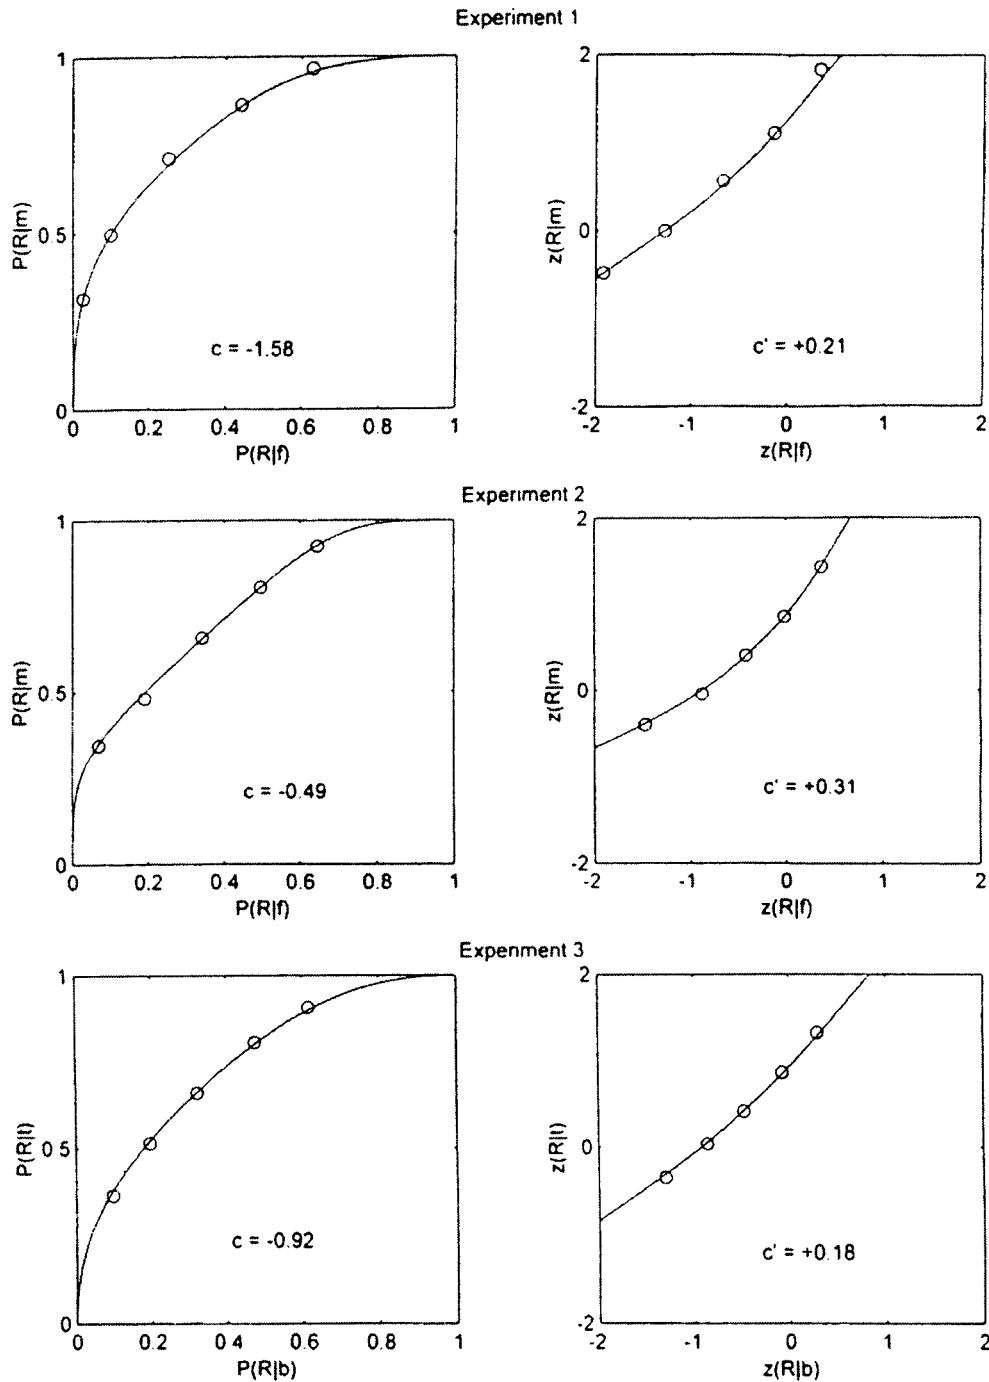 Experiment 1
1
0.5
0
P(R|m)
c = -1.58
0
0.2
0.4
0.6
0.8
1
P(R|f)
2
0
-2
z(R|m)
c' = +0.21
-2
-1
0
1
2
z(R|f)
Experiment 2
1
0.5
0
P(R|m)
c = -0.49
0
0.2
0.4
0.6
0.8
1
P(R|f)
2
0
-2
z(R|m)
c' = +0.31
-2
-1
0
1
2
z(R|f)
Experiment 3
1
0.5
0
P(R|t)
c = -0.92
0
0.2
0.4
0.6
0.8
1
P(R|b)
2
0
-2
z(R|t)
c' = +0.18
-2
-1
0
1
2
z(R|b)